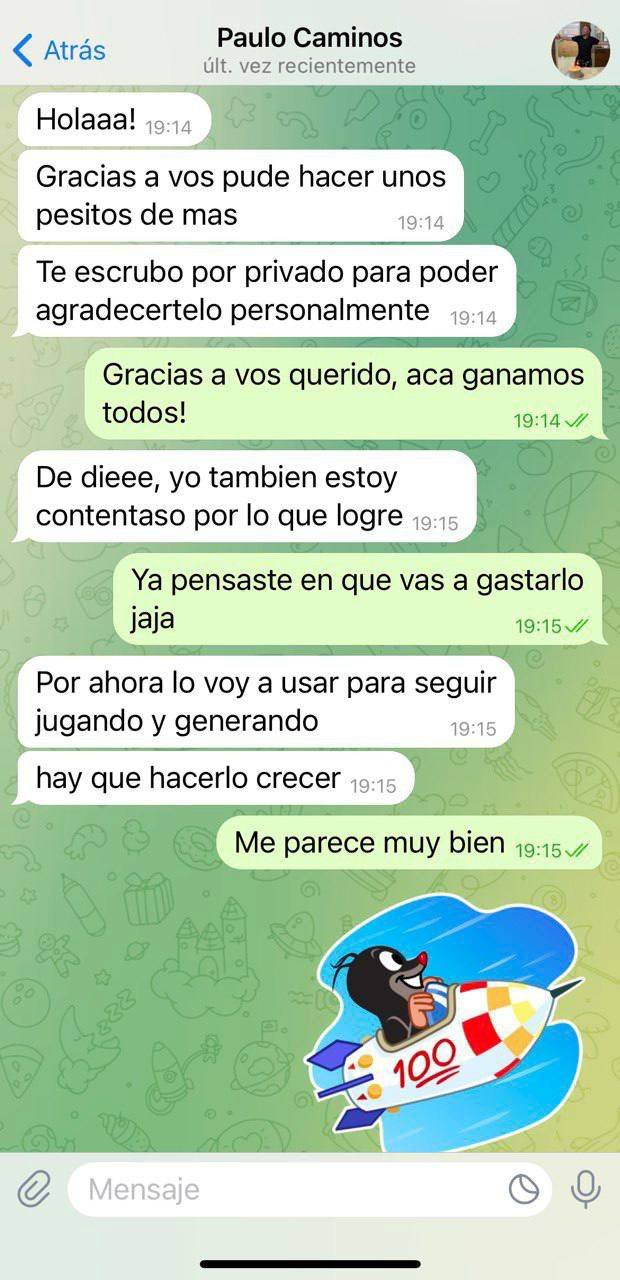 Atrás
Paulo Caminos
últ. vez recientemente
Holaaa! 19:14
Gracias a vos pude hacer unos
pesitos de mas 19:14
Te escrubo por privado para poder
agradecertelo personalmente 19:14
Gracias a vos querido, aca ganamos
todos! 19:14
De dieee, yo tambien estoy
contentaso por lo que logre 19:15
Ya pensaste en que vas a gastarlo
jaja 19:15
Por ahora lo voy a usar para seguir
jugando y generando 19:15
hay que hacerlo crecer 19:15
Me parece muy bien 19:15
100
Mensaje